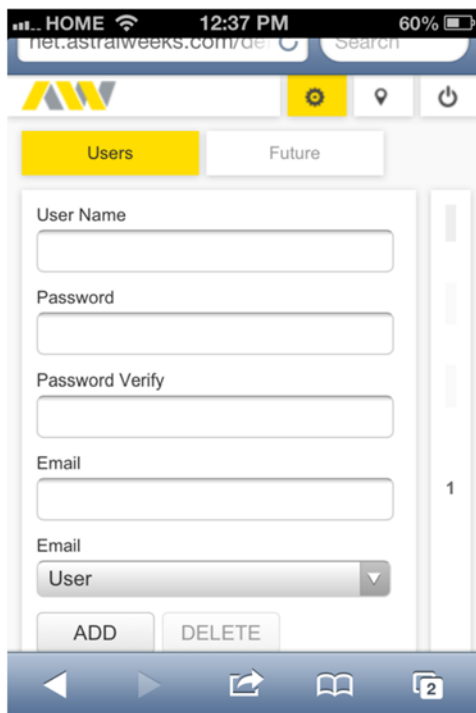 HOME 12:37 PM 60%
net.astralweeks.com/de Search
AW
Users Future
User Name
Password
Password Verify
Email
1
Email
User
ADD DELETE
2